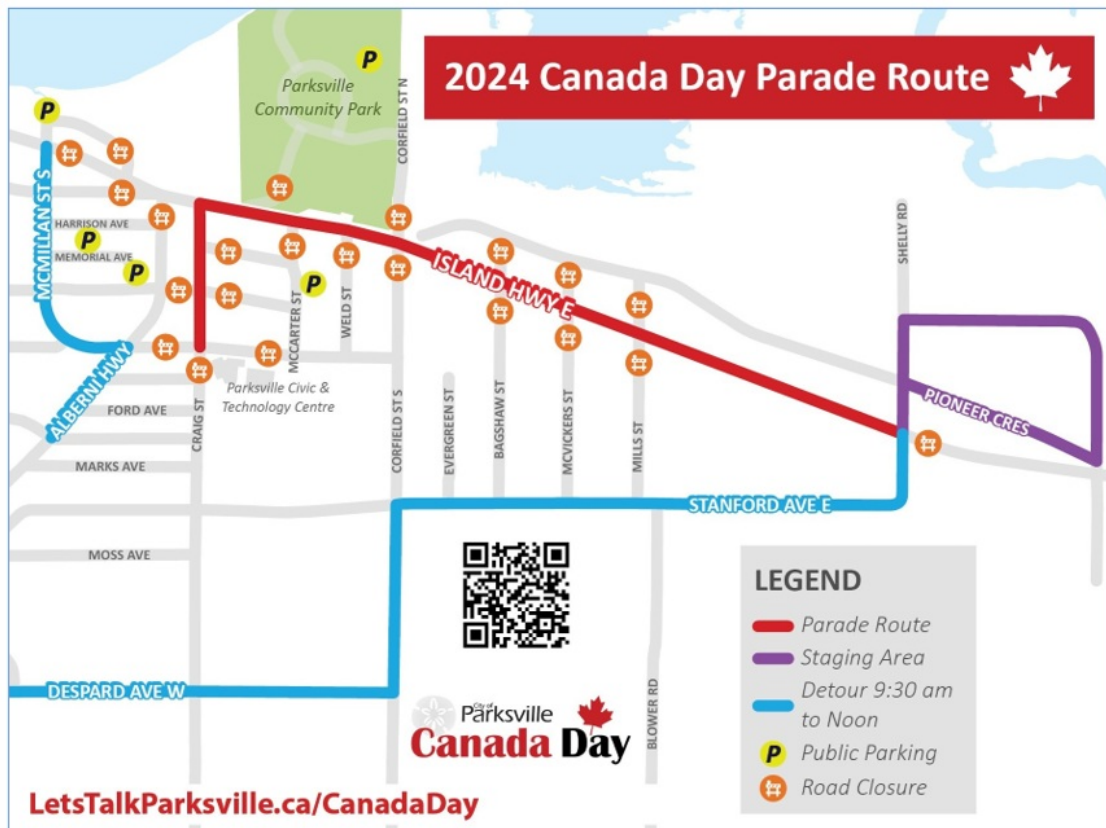 2024 Canada Day Parade Route
P
Parksville
Community Park
CORFIELD ST N
P
MCMILLAN ST S
HARRISON AVE
P
MEMORIAL AVE
P
P
ISLAND HWY E
SHELLY RD
MCCARTER ST
WELD ST
ALBERNI HWY
Parksville Civic &
Technology Centre
FORD AVE
CRAIG ST
MARKS AVE
CORFIELD ST S
EVERGREEN ST
BAGSHAW ST
MCVICKERS ST
MILLS ST
PIONEER CRES
STANFORD AVE E
MOSS AVE
DESPARD AVE W
BLOWER RD
City of
Parksville
Canada Day
LEGEND
Parade Route
Staging Area
Detour 9:30 am
to Noon
P Public Parking
Road Closure
LetsTalkParksville.ca/CanadaDay